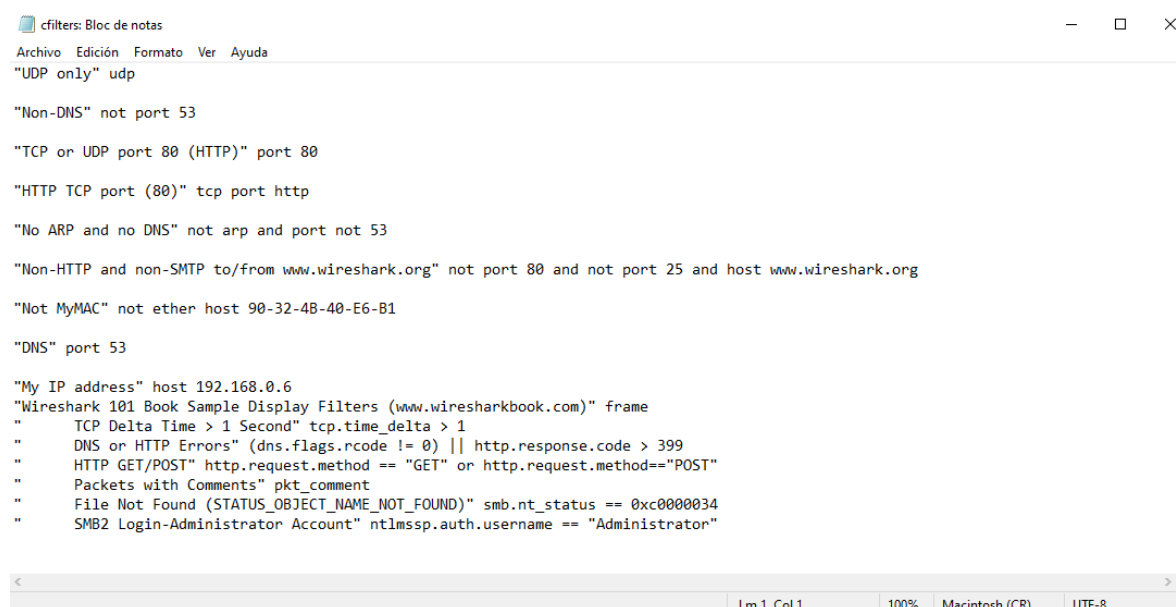 cfilters: Bloc de notas
Archivo Edición Formato Ver Ayuda
"UDP only" udp
"Non-DNS" not port 53
"TCP or UDP port 80 (HTTP)" port 80
"HTTP TCP port (80)" tcp port http
"No ARP and no DNS" not arp and port not 53
"Non-HTTP and non-SMTP to/from www.wireshark.org" not port 80 and not port 25 and host www.wireshark.org
"Not MyMAC" not ether host 90-32-4B-40-E6-B1
"DNS" port 53
"My IP address" host 192.168.0.6
"Wireshark 101 Book Sample Display Filters (www.wiresharkbook.com)" frame
" TCP Delta Time > 1 Second" tcp.time_delta > 1
" DNS or HTTP Errors" (dns.flags.rcode != 0) || http.response.code > 399
" HTTP GET/POST" http.request.method == "GET" or http.request.method=="POST"
" Packets with Comments" pkt_comment
" File Not Found (STATUS_OBJECT_NAME_NOT_FOUND)" smb.nt_status == 0xc0000034
" SMB2 Login-Administrator Account" ntlmssp.auth.username == "Administrator"
Lm 1, Col 1 100% Macintosh (CR) UTF-8